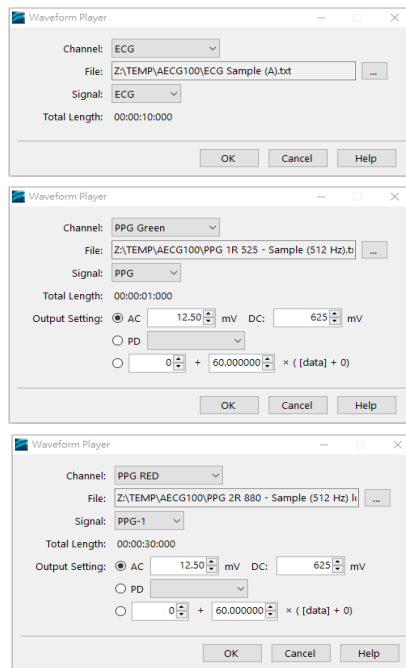 Waveform Player
Channel: ECG
File: Z:\TEMP\AECG100\ECG Sample (A).txt ...
Signal: ECG
Total Length: 00:00:10:000
OK Cancel Help
Waveform Player
Channel: PPG Green
File: Z:\TEMP\AECG100\PPG 1R 525 - Sample (512 Hz).t ...
Signal: PPG
Total Length: 00:00:01:000
Output Setting: AC 12.50 mV DC: 625 mV
PD
0 + 60.000000 × ( [data] + 0)
OK Cancel Help
Waveform Player
Channel: PPG RED
File: Z:\TEMP\AECG100\PPG 2R 880 - Sample (512 Hz) l ...
Signal: PPG-1
Total Length: 00:00:30:000
Output Setting: AC 12.50 mV DC: 625 mV
PD
0 + 60.000000 × ( [data] + 0)
OK Cancel Help